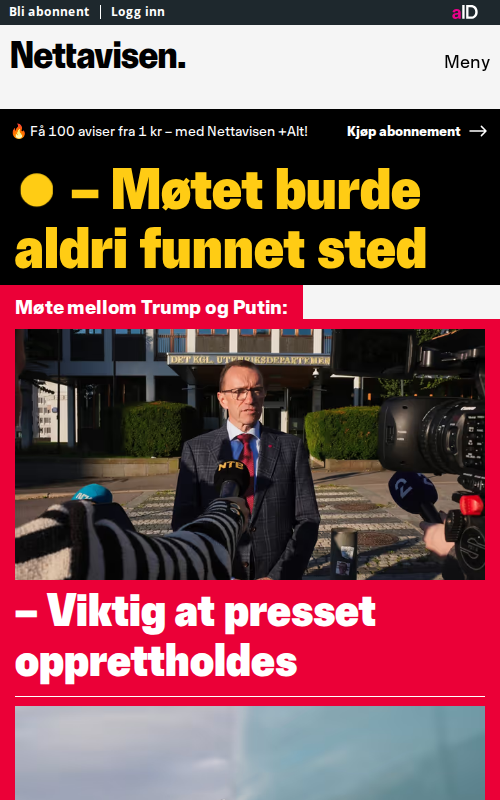 Bli abonnent
Logg inn
aID
Nettavisen.
Meny
🔥 Få 100 aviser fra 1 kr – med Nettavisen +Alt!
Kjøp abonnement →
– Møtet burde
aldri funnet sted
Møte mellom Trump og Putin:
DET KGL. UTENRIKSDEPARTEMENT
NTB
2
– Viktig at presset
opprettholdes